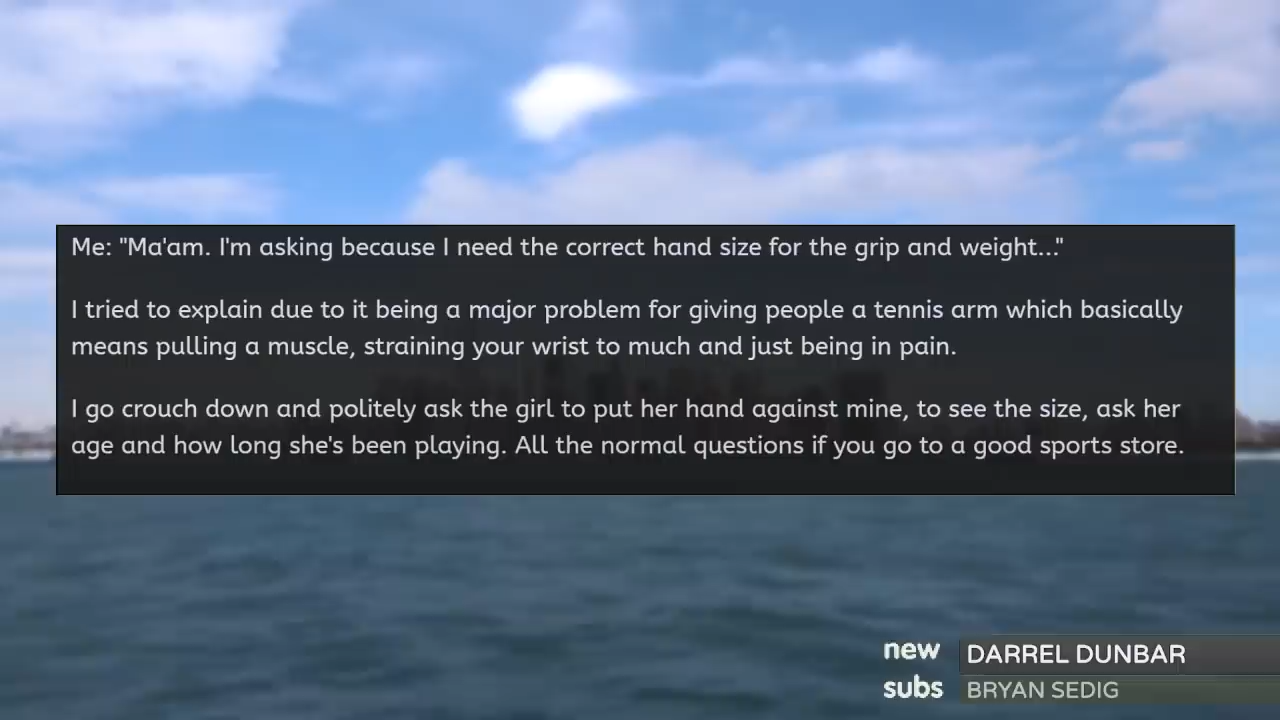 Me: "Ma'am. I'm asking because I need the correct hand size for the grip and weight..."
I tried to explain due to it being a major problem for giving people a tennis arm which basically
means pulling a muscle, straining your wrist to much and just being in pain.
I go crouch down and politely ask the girl to put her hand against mine, to see the size, ask her
age and how long she's been playing. All the normal questions if you go to a good sports store.
new DARREL DUNBAR
subs BRYAN SEDIG